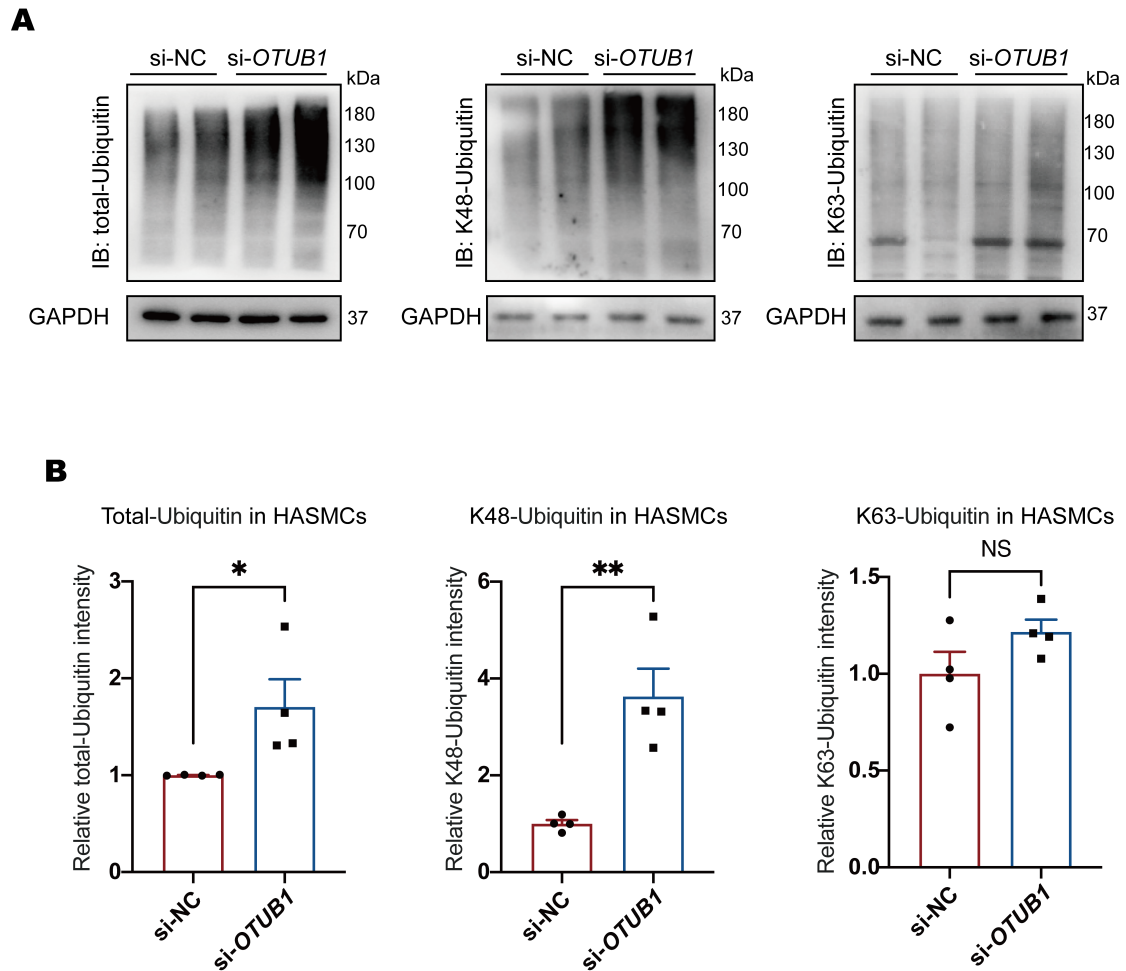 A
si-NC si-OTUB1
kDa
IB: total-Ubiquitin
180
130
100
70
GAPDH
37
si-NC si-OTUB1
kDa
IB: K48-Ubiquitin
180
130
100
70
GAPDH
37
si-NC si-OTUB1
kDa
IB: K63-Ubiquitin
180
130
100
70
GAPDH
37
B
Total-Ubiquitin in HASMCs
*
Relative total-Ubiquitin intensity
3
2
1
0
si-NC
si-OTUB1
K48-Ubiquitin in HASMCs
**
Relative K48-Ubiquitin intensity
6
4
2
0
si-NC
si-OTUB1
K63-Ubiquitin in HASMCs
NS
Relative K63-Ubiquitin intensity
1.5
1.0
0.5
0.0
si-NC
si-OTUB1